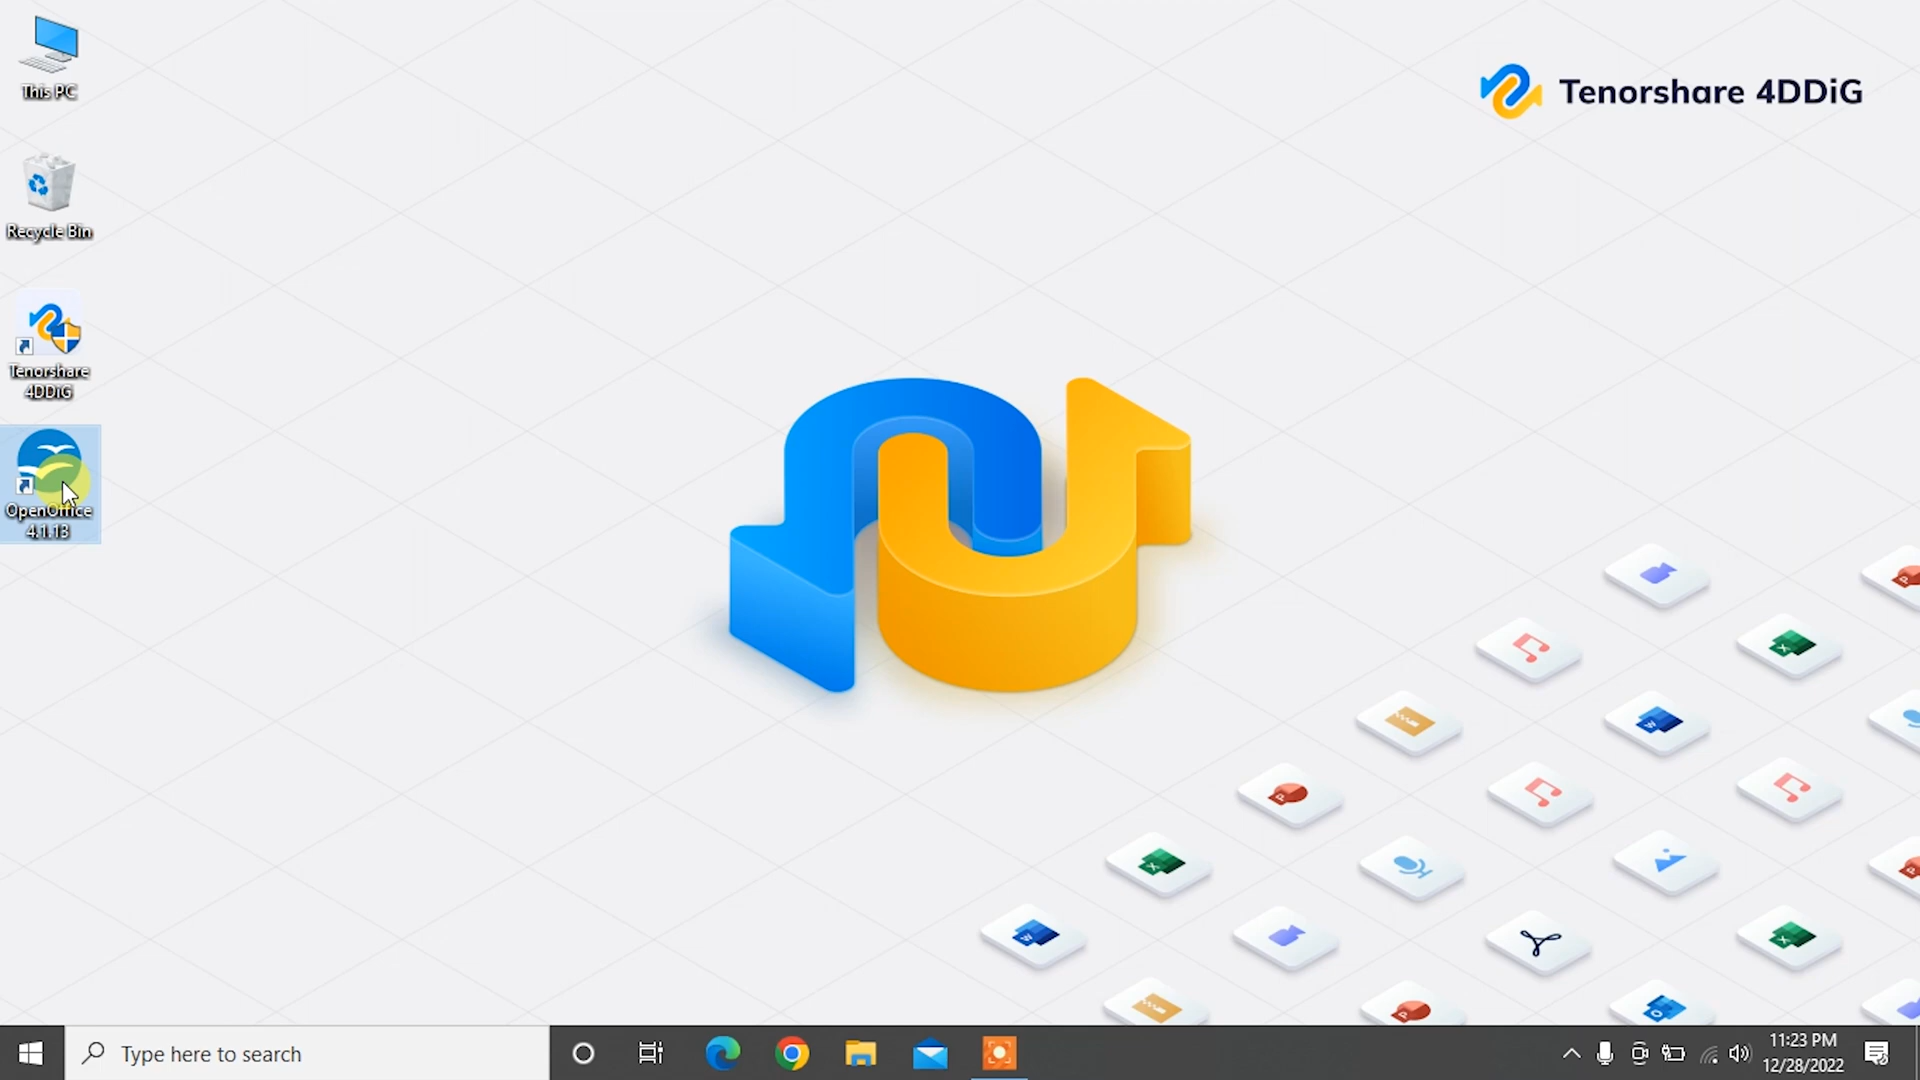 This PC
Recycle Bin
Tenorshare
4DDiG
OpenOffice
4.1.13
Tenorshare 4DDiG
Type here to search
11:23 PM
12/28/2022